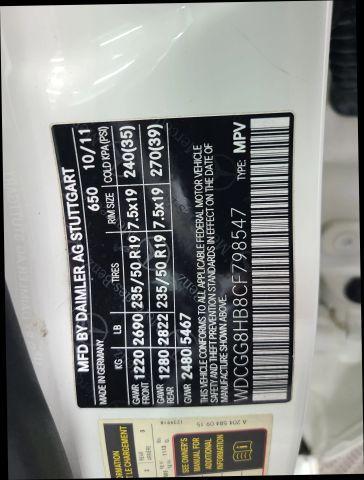 MFD BY DAIMLER AG STUTTGART
MADE IN GERMANY 650 10/11
KG LB TIRES RIM SIZE COLD KPA(PSI)
GAWR FRONT 1220 2690 235/50 R19 7.5x19 240(35)
GAWR REAR 1280 2822 235/50 R19 7.5x19 270(39)
GVWR 2480 5467
THIS VEHICLE CONFORMS TO ALL APPLICABLE FEDERAL MOTOR VEHICLE
SAFETY AND THEFT PREVENTION STANDARDS IN EFFECT ON THE DATE OF
MANUFACTURE SHOWN ABOVE.
TYPE: MPV
WDCGG8HB8CF798547
A 204 584 09 15
SEE OWNER'S
MANUAL FOR
ADDITIONAL
INFORMATION